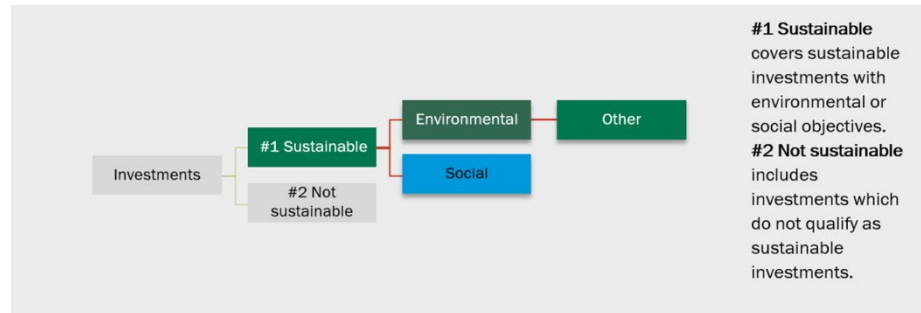 Investments
#1 Sustainable
#2 Not
sustainable
Environmental
Social
Other
#1 Sustainable
covers sustainable
investments with
environmental or
social objectives.
#2 Not sustainable
includes
investments which
do not qualify as
sustainable
investments.